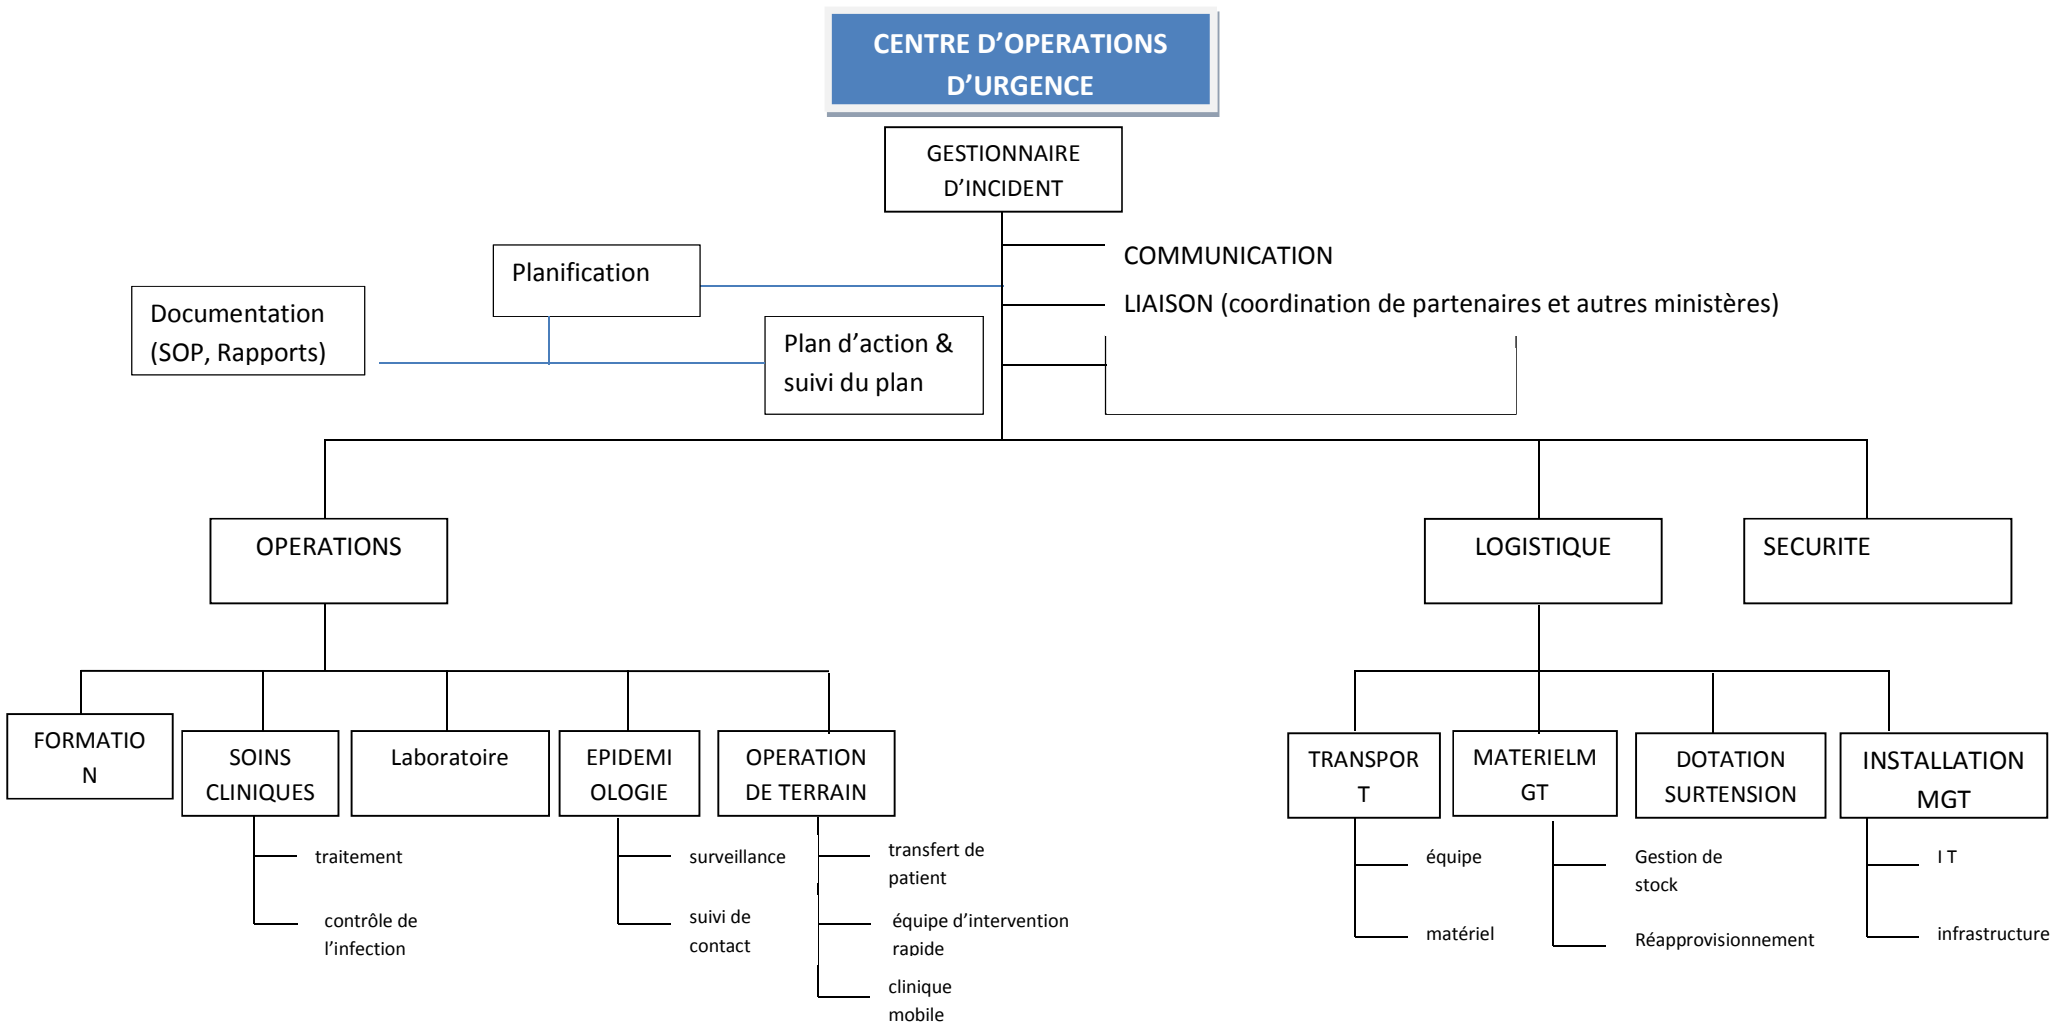 CENTRE D’OPERATIONS
D’URGENCE
GESTIONNAIRE
D’INCIDENT
COMMUNICATION
Planification
LIAISON (coordination de partenaires et autres ministères)
Documentation
(SOP, Rapports)
Plan d’action &
suivi du plan
OPERATIONS
LOGISTIQUE
SECURITE
FORMATIO
N
SOINS
CLINIQUES
Laboratoire
EPIDEMI
OLOGIE
OPERATION
DE TERRAIN
TRANSPOR
T
MATERIELM
GT
DOTATION
SURTENSION
INSTALLATION
MGT
traitement
contrôle de
l’infection
surveillance
suivi de
contact
transfert de
patient
équipe d’intervention
rapide
clinique
mobile
équipe
matériel
Gestion de
stock
Réapprovisionnement
I T
infrastructure